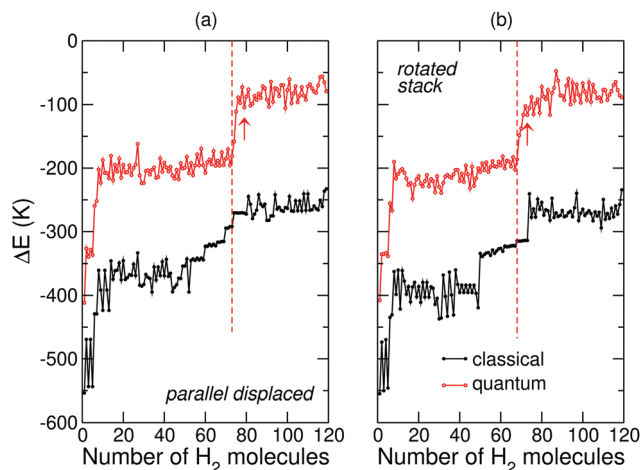 (a)
(b)
0
-100
-200
-300
-400
-500
-600
ΔE (K)
parallel displaced
rotated
stack
classical
quantum
0 20 40 60 80 100 120
0 20 40 60 80 100 120
Number of H₂ molecules
Number of H₂ molecules